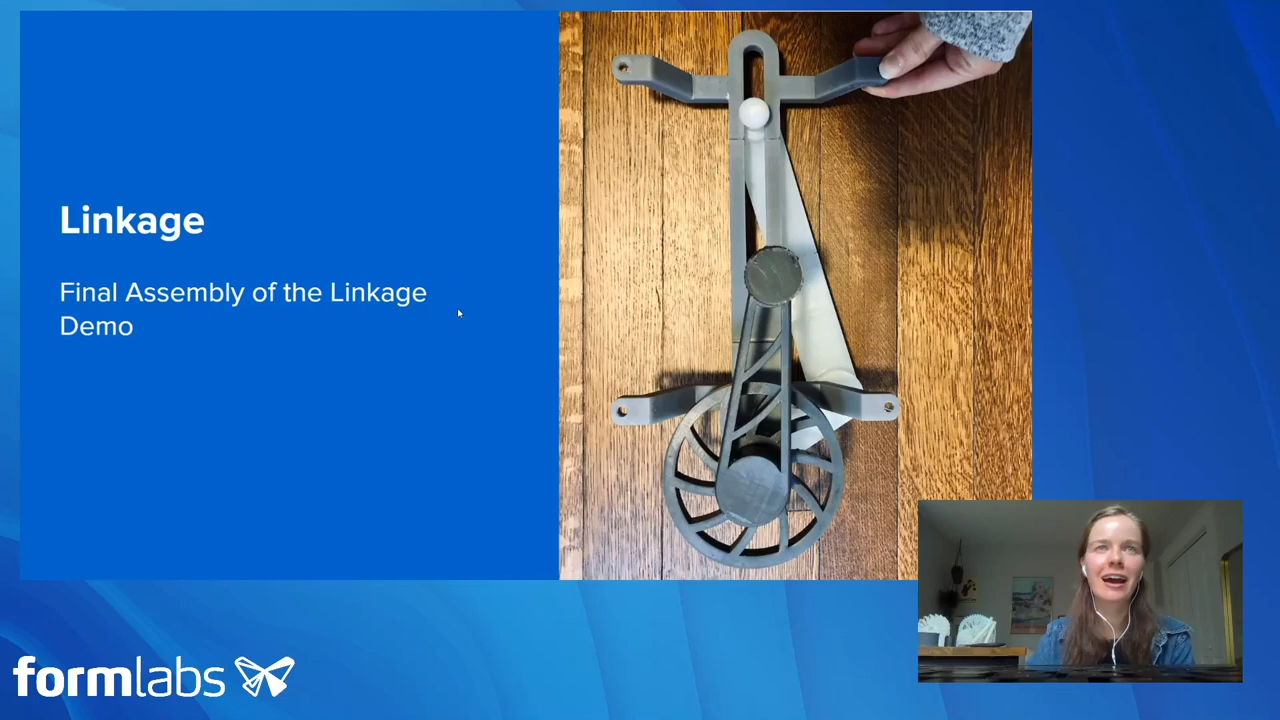 Linkage
Final Assembly of the Linkage
Demo
formlabs